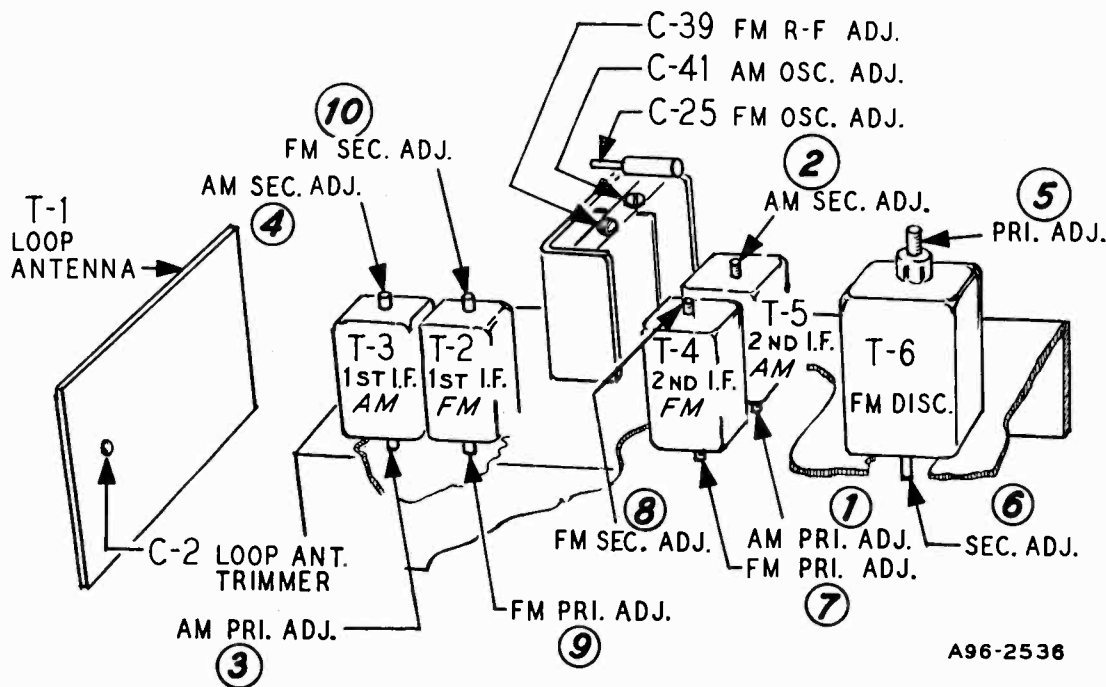 C-39 FM R-F ADJ.
C-41 AM OSC. ADJ.
C-25 FM OSC. ADJ.
10
FM SEC. ADJ.
AM SEC. ADJ.
4
2
AM SEC. ADJ.
5
PRI. ADJ.
T-1
LOOP
ANTENNA
T-3
1ST I.F.
AM
T-2
1ST I.F.
FM
T-4
2ND I.F.
FM
T-5
2ND I.F.
AM
T-6
FM DISC.
C-2 LOOP ANT.
TRIMMER
8
FM SEC. ADJ.
1
AM PRI. ADJ.
FM PRI. ADJ.
7
6
SEC. ADJ.
AM PRI. ADJ.
3
FM PRI. ADJ.
9
A96-2536